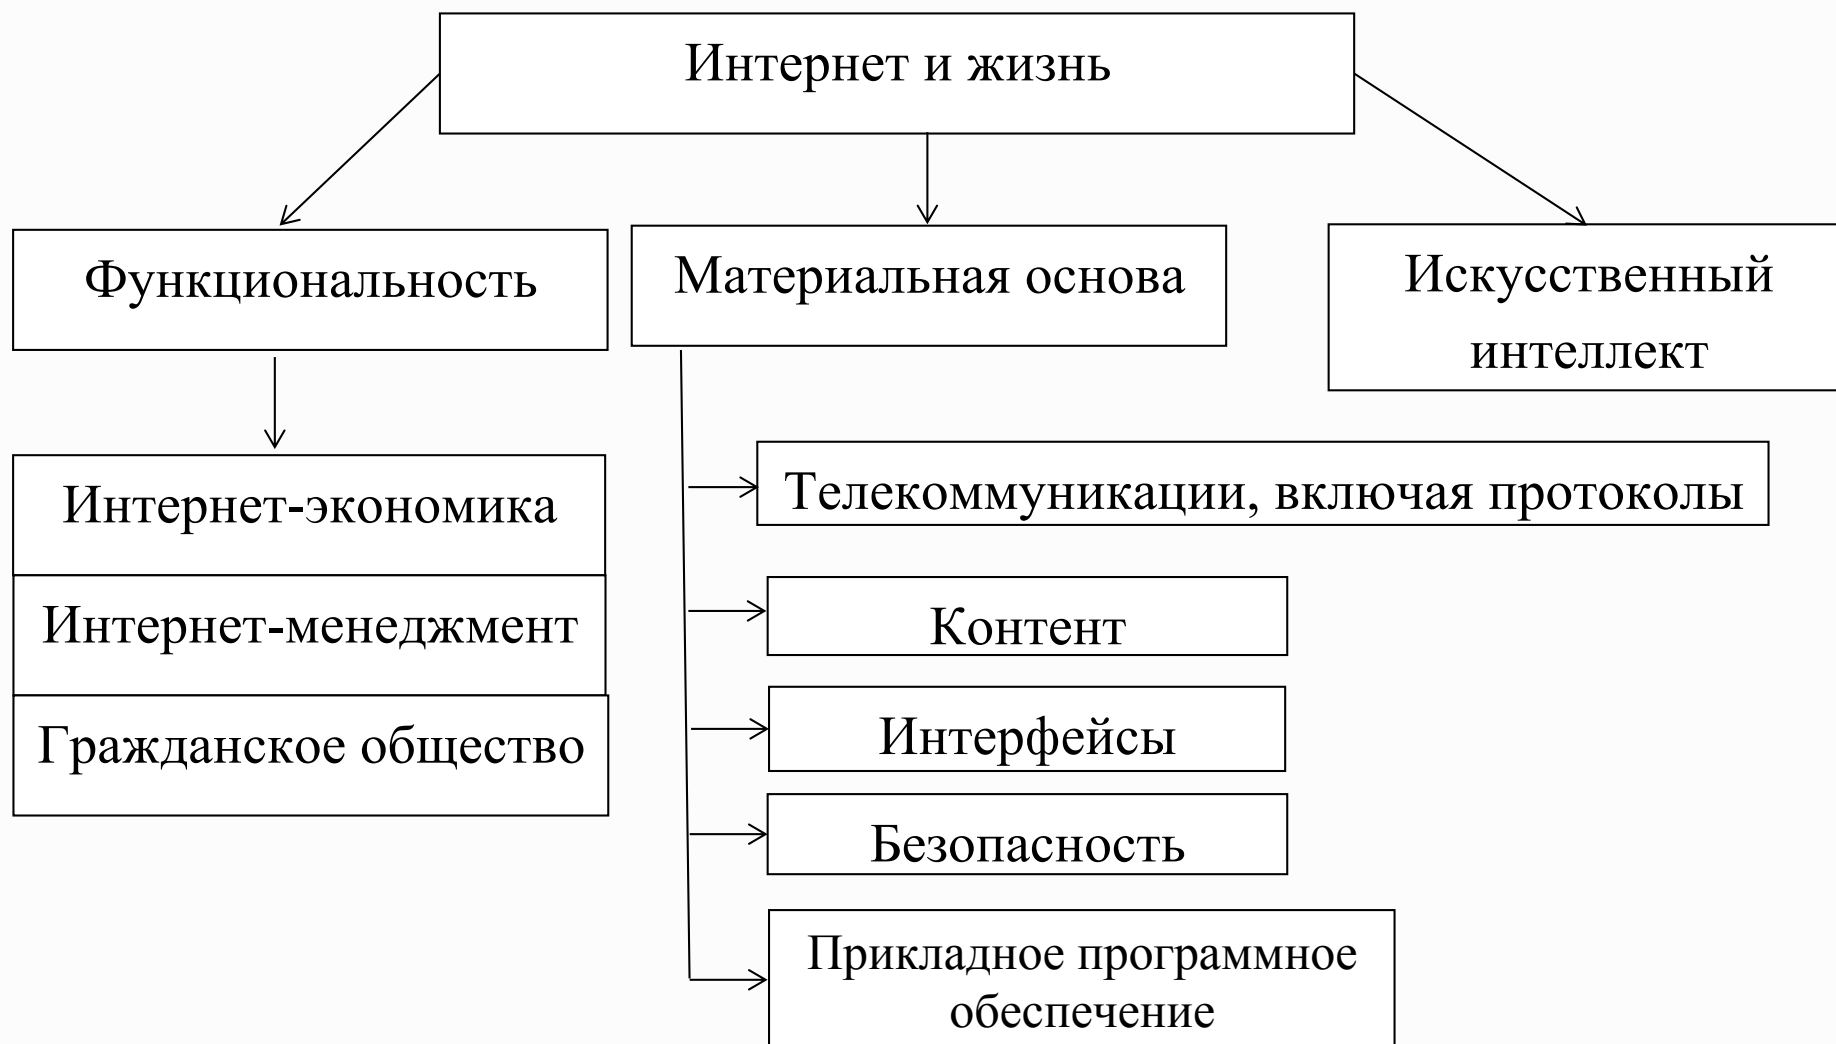 Интернет и жизнь
Функциональность
Материальная основа
Искусственный
интеллект
Интернет-экономика
Интернет-менеджмент
Гражданское общество
Телекоммуникации, включая протоколы
Контент
Интерфейсы
Безопасность
Прикладное программное
обеспечение